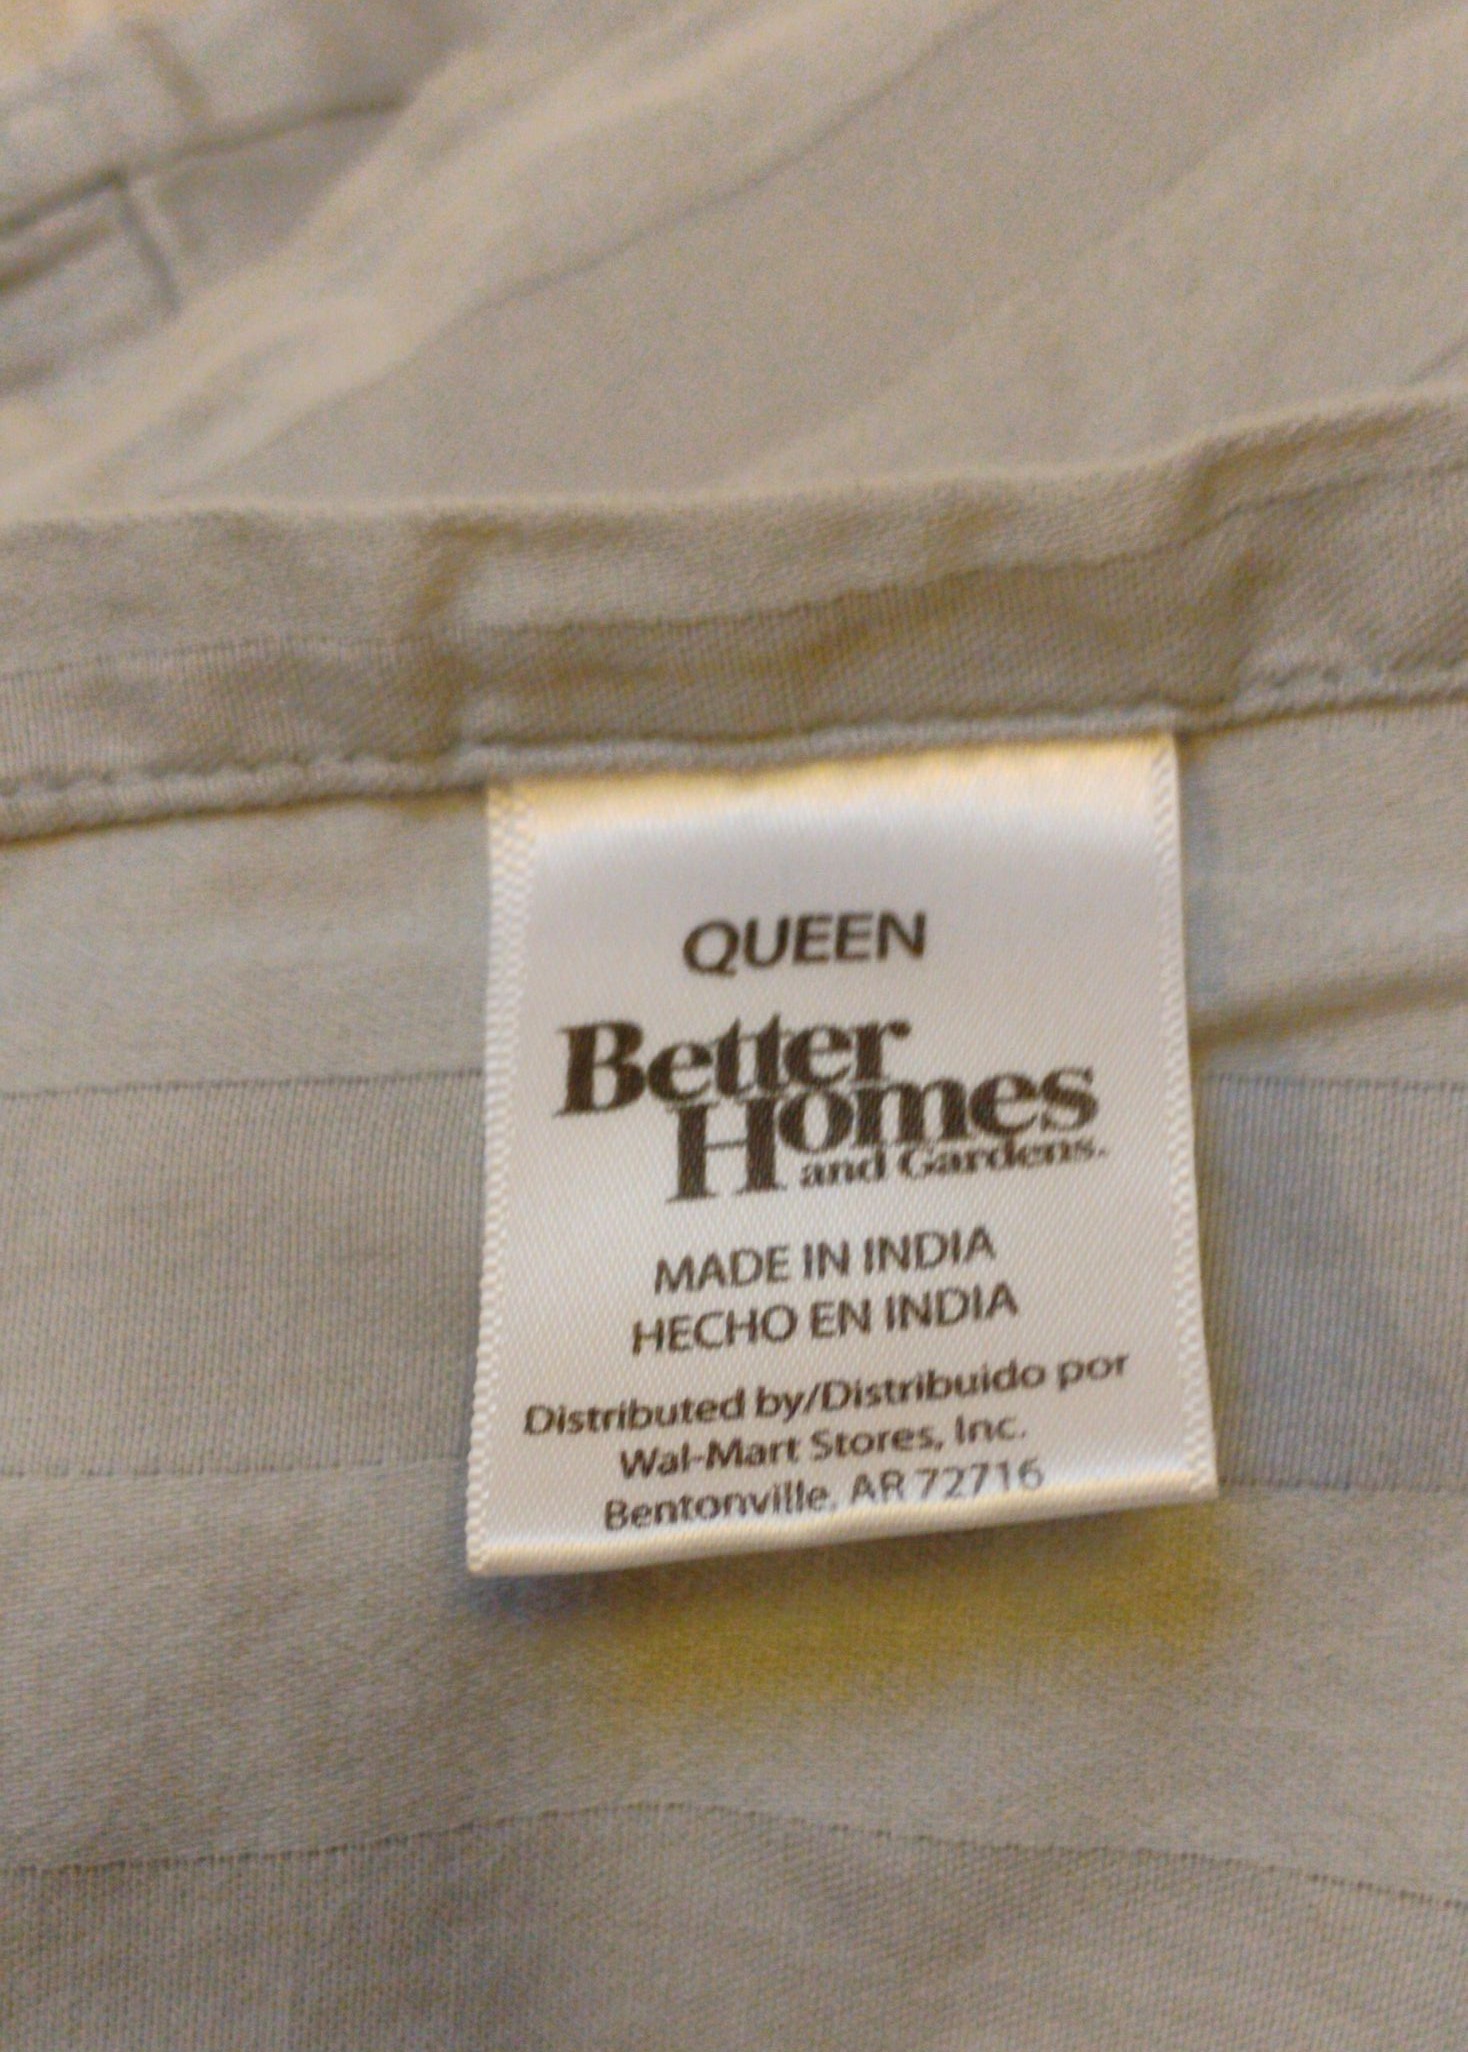 QUEEN
Better
Homes
and Gardens.
MADE IN INDIA
HECHO EN INDIA
Distributed by/Distribuido por
Wal-Mart Stores, Inc.
Bentonville, AR 72716